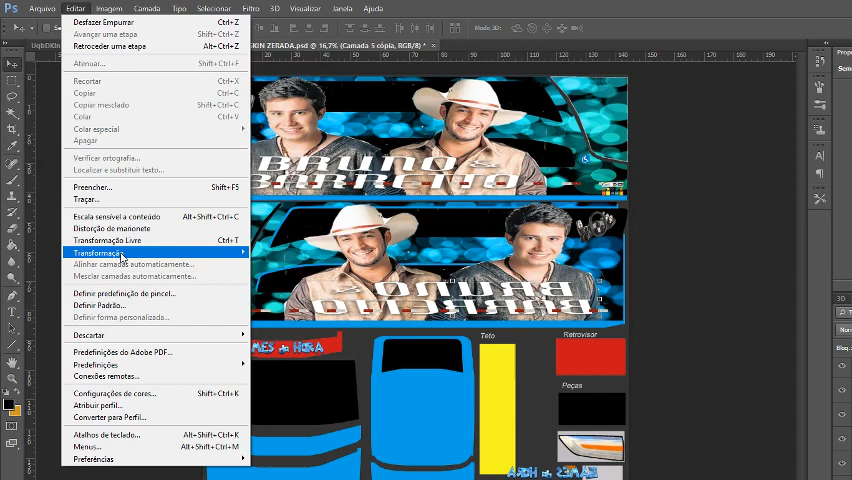 Ps Arquivo Editar Imagem Camada Tipo Selecionar Filtro 3D Visualizar Janela Ajuda
Modo 3D:
SKIN ZERADA.psd @ 16,7% (Camada 5 cópia, RGB/8) *
Desfazer Empurrar Ctrl+Z
Avançar uma etapa Shift+Ctrl+Z
Retroceder uma etapa Alt+Ctrl+Z
Atenuar... Shift+Ctrl+F
Recortar Ctrl+X
Copiar Ctrl+C
Copiar mesclado Shift+Ctrl+C
Colar Ctrl+V
Colar especial
Apagar
Verificar ortografia...
Localizar e substituir texto...
Preencher... Shift+F5
Traçar...
Escala sensível a conteúdo Alt+Shift+Ctrl+C
Distorção de marionete
Transformação Livre Ctrl+T
Transformação
Alinhar camadas automaticamente...
Mesclar camadas automaticamente...
Definir predefinição de pincel...
Definir Padrão...
Definir forma personalizada...
Descartar
Predefinições do Adobe PDF...
Predefinições
Conexões remotas...
Configurações de cores... Shift+Ctrl+K
Atribuir perfil...
Converter para Perfil...
Atalhos de teclado... Alt+Shift+Ctrl+K
Menus... Alt+Shift+Ctrl+M
Preferências
BRUNO &
BARRETTO
BRUNO &
BARRETTO
Teto
Retrovisor
Peças